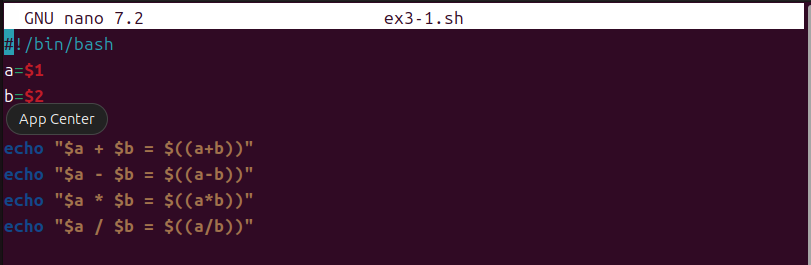 GNU nano 7.2 ex3-1.sh
#!/bin/bash
a=$1
b=$2
App Center
echo "$a + $b = $((a+b))"
echo "$a - $b = $((a-b))"
echo "$a * $b = $((a*b))"
echo "$a / $b = $((a/b))"